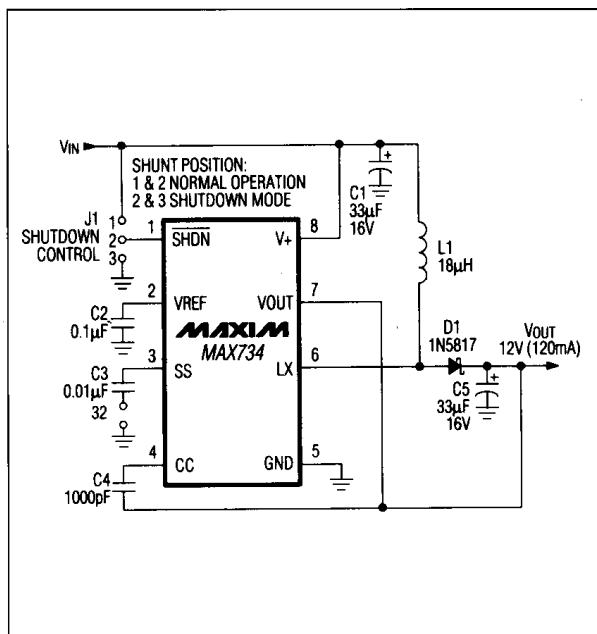 VIN
SHUNT POSITION:
1 & 2 NORMAL OPERATION
2 & 3 SHUTDOWN MODE
J1
SHUTDOWN
CONTROL
1
2
3
1
SHDN
V+
8
+
C1
33µF
16V
L1
18µH
C2
0.1µF
2
VREF
VOUT
7
MAXIM
MAX734
C3
0.01µF
32
3
SS
LX
6
D1
1N5817
VOUT
12V (120mA)
+
C5
33µF
16V
4
CC
GND
5
C4
1000pF